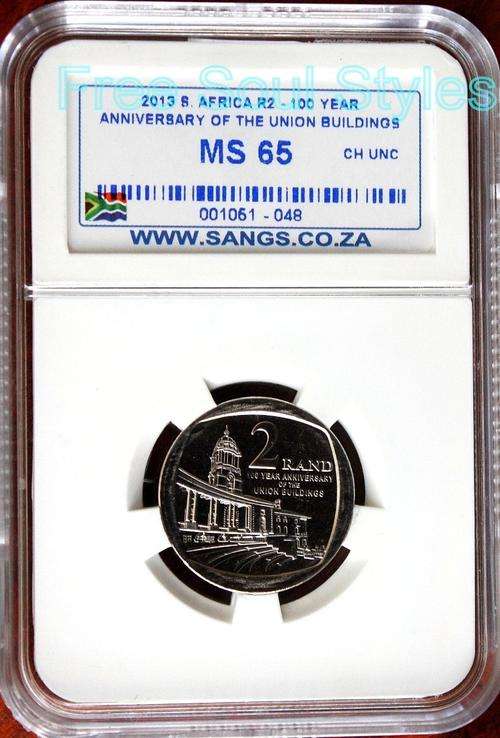 Free Soul Styles
2013 S. AFRICA R2 - 100 YEAR
ANNIVERSARY OF THE UNION BUILDINGS
MS 65 CH UNC
001051 - 048
WWW.SANGS.CO.ZA
2 RAND
100 YEAR ANNIVERSARY
OF THE
UNION BUILDINGS